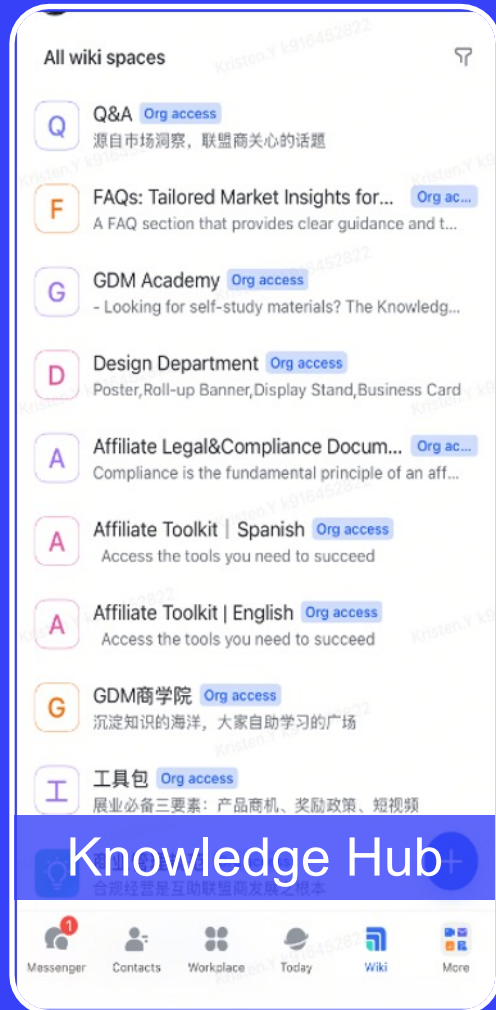 All wiki spaces
Q
Q&A Org access
源自市场洞察，联盟商关心的话题
F
FAQs: Tailored Market Insights for... Org ac...
A FAQ section that provides clear guidance and t...
G
GDM Academy Org access
- Looking for self-study materials? The Knowledg...
D
Design Department Org access
Poster,Roll-up Banner,Display Stand,Business Card
A
Affiliate Legal&Compliance Docum... Org ac...
Compliance is the fundamental principle of an aff...
A
Affiliate Toolkit｜Spanish Org access
Access the tools you need to succeed
A
Affiliate Toolkit | English Org access
Access the tools you need to succeed
G
GDM商学院 Org access
沉淀知识的海洋，大家自助学习的广场
工
工具包 Org access
展业必备三要素：产品商机、奖励政策、短视频
Knowledge Hub
合规经营是互助联盟商发展之根本
1
Messenger Contacts Workplace Today Wiki More
Kristen.Y k916452822